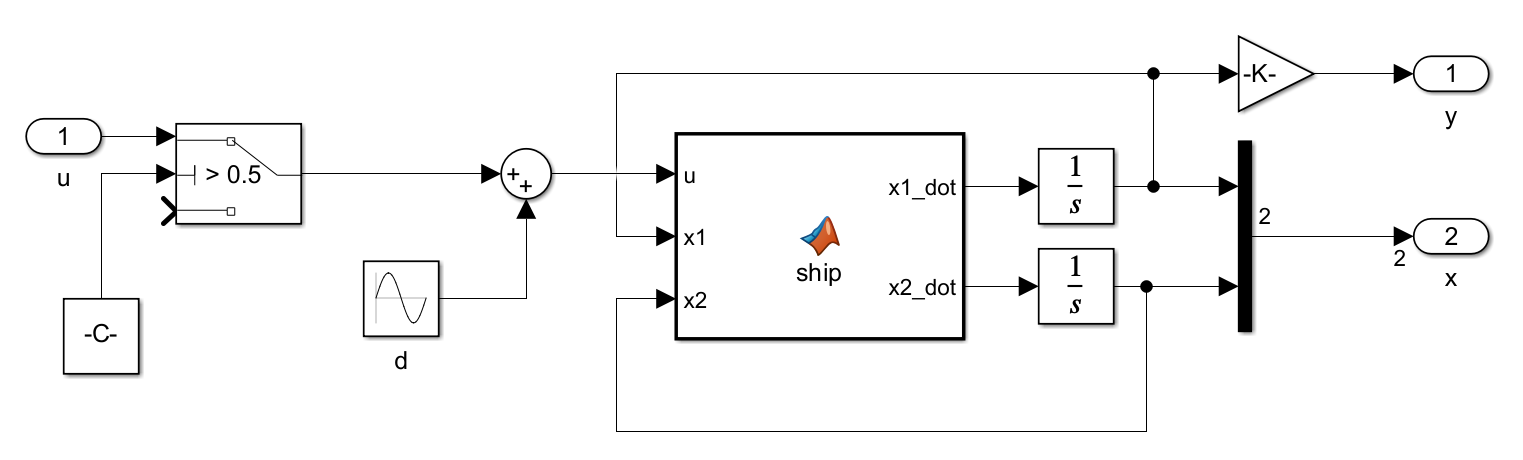 1
u
> 0.5
-C-
d
+
+
u
x1
x2
ship
x1_dot
x2_dot
1
s
1
s
-K-
1
y
2
2
2
x